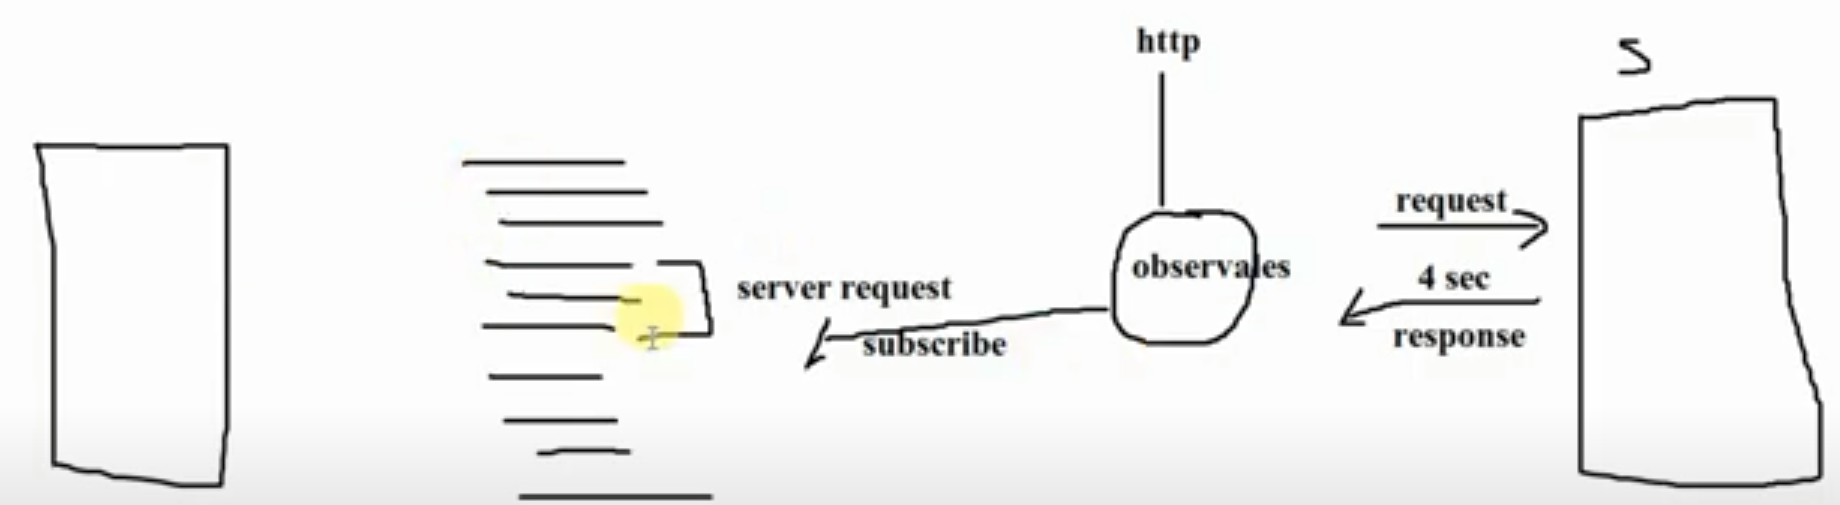 http
S
request
observales
4 sec
server request
response
subscribe